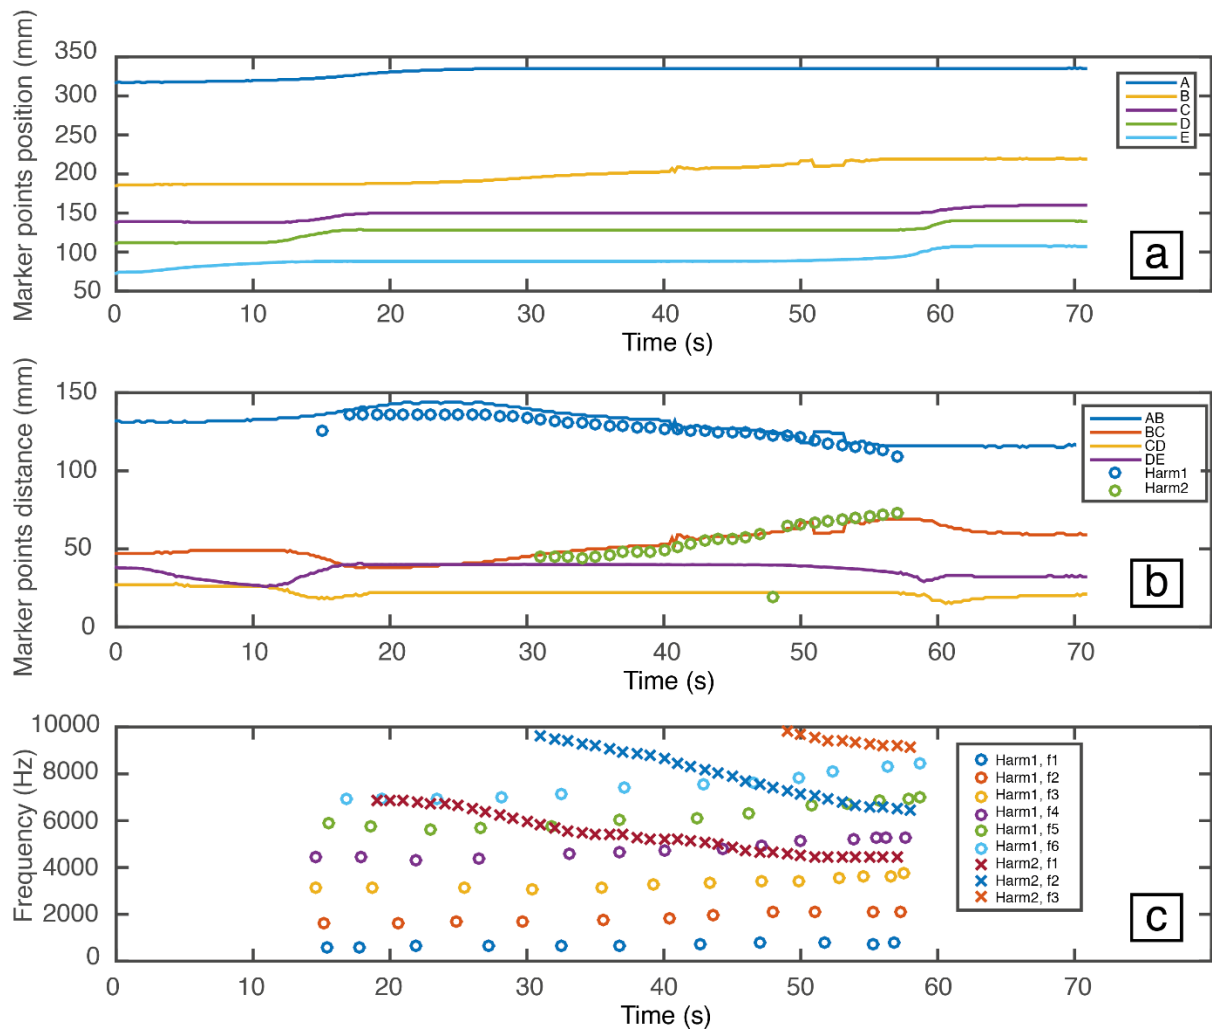 Marker points position (mm)
350
300
250
200
150
100
50
A
B
C
D
E
a
0 10 20 30 40 50 60 70
Time (s)
Marker points distance (mm)
150
100
50
0
AB
BC
CD
DE
Harm1
Harm2
b
0 10 20 30 40 50 60 70
Time (s)
Frequency (Hz)
10000
8000
6000
4000
2000
0
Harm1, f1
Harm1, f2
Harm1, f3
Harm1, f4
Harm1, f5
Harm1, f6
Harm2, f1
Harm2, f2
Harm2, f3
c
0 10 20 30 40 50 60 70
Time (s)